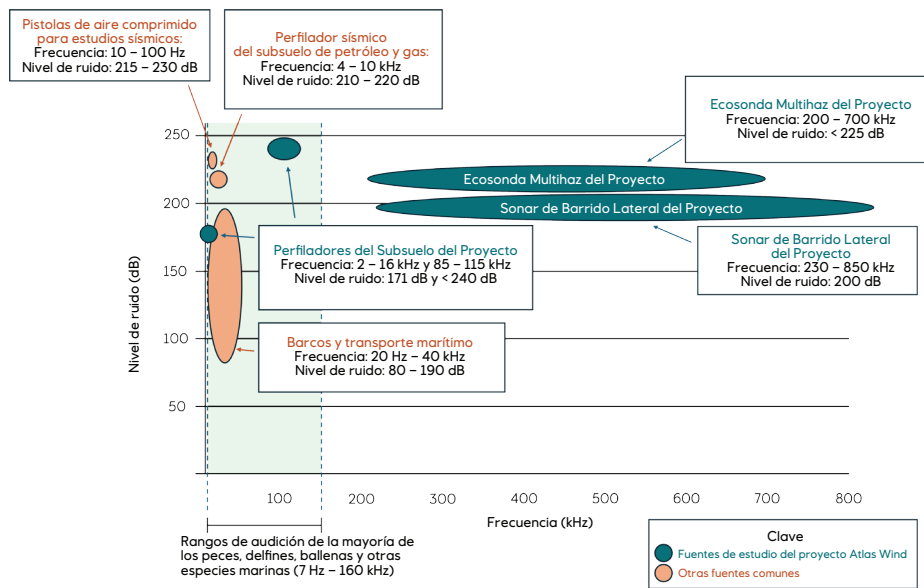 Pistolas de aire comprimido
para estudios sísmicos:
Frecuencia: 10 – 100 Hz
Nivel de ruido: 215 – 230 dB
Perfilador sísmico
del subsuelo de petróleo y gas:
Frecuencia: 4 – 10 kHz
Nivel de ruido: 210 – 220 dB
Ecosonda Multihaz del Proyecto
Frecuencia: 200 – 700 kHz
Nivel de ruido: < 225 dB
Ecosonda Multihaz del Proyecto
Sonar de Barrido Lateral del Proyecto
Perfiladores del Subsuelo del Proyecto
Frecuencia: 2 – 16 kHz y 85 – 115 kHz
Nivel de ruido: 171 dB y < 240 dB
Sonar de Barrido Lateral
del Proyecto
Frecuencia: 230 – 850 kHz
Nivel de ruido: 200 dB
Barcos y transporte marítimo
Frecuencia: 20 Hz – 40 kHz
Nivel de ruido: 80 – 190 dB
Nivel de ruido (dB)
250
200
150
100
50
100
200
300
400
500
600
700
800
Frecuencia (kHz)
Rangos de audición de la mayoría de
los peces, delfines, ballenas y otras
especies marinas (7 Hz – 160 kHz)
Clave
Fuentes de estudio del proyecto Atlas Wind
Otras fuentes comunes